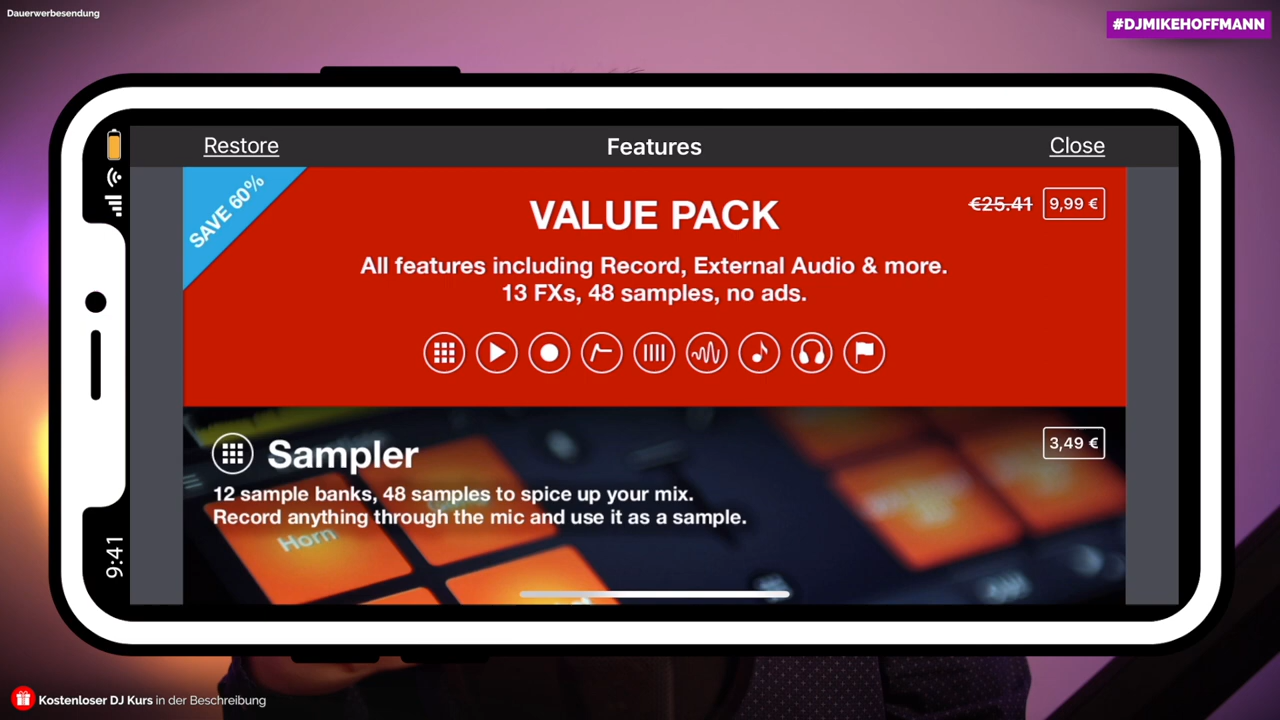 Dauerwerbesendung
#DJMIKEHOFFMANN
Restore
Features
Close
SAVE 60%
VALUE PACK
€25.41
9,99 €
All features including Record, External Audio & more.
13 FXs, 48 samples, no ads.
Sampler
3,49 €
12 sample banks, 48 samples to spice up your mix.
Record anything through the mic and use it as a sample.
Horn
9:41
Kostenloser DJ Kurs in der Beschreibung